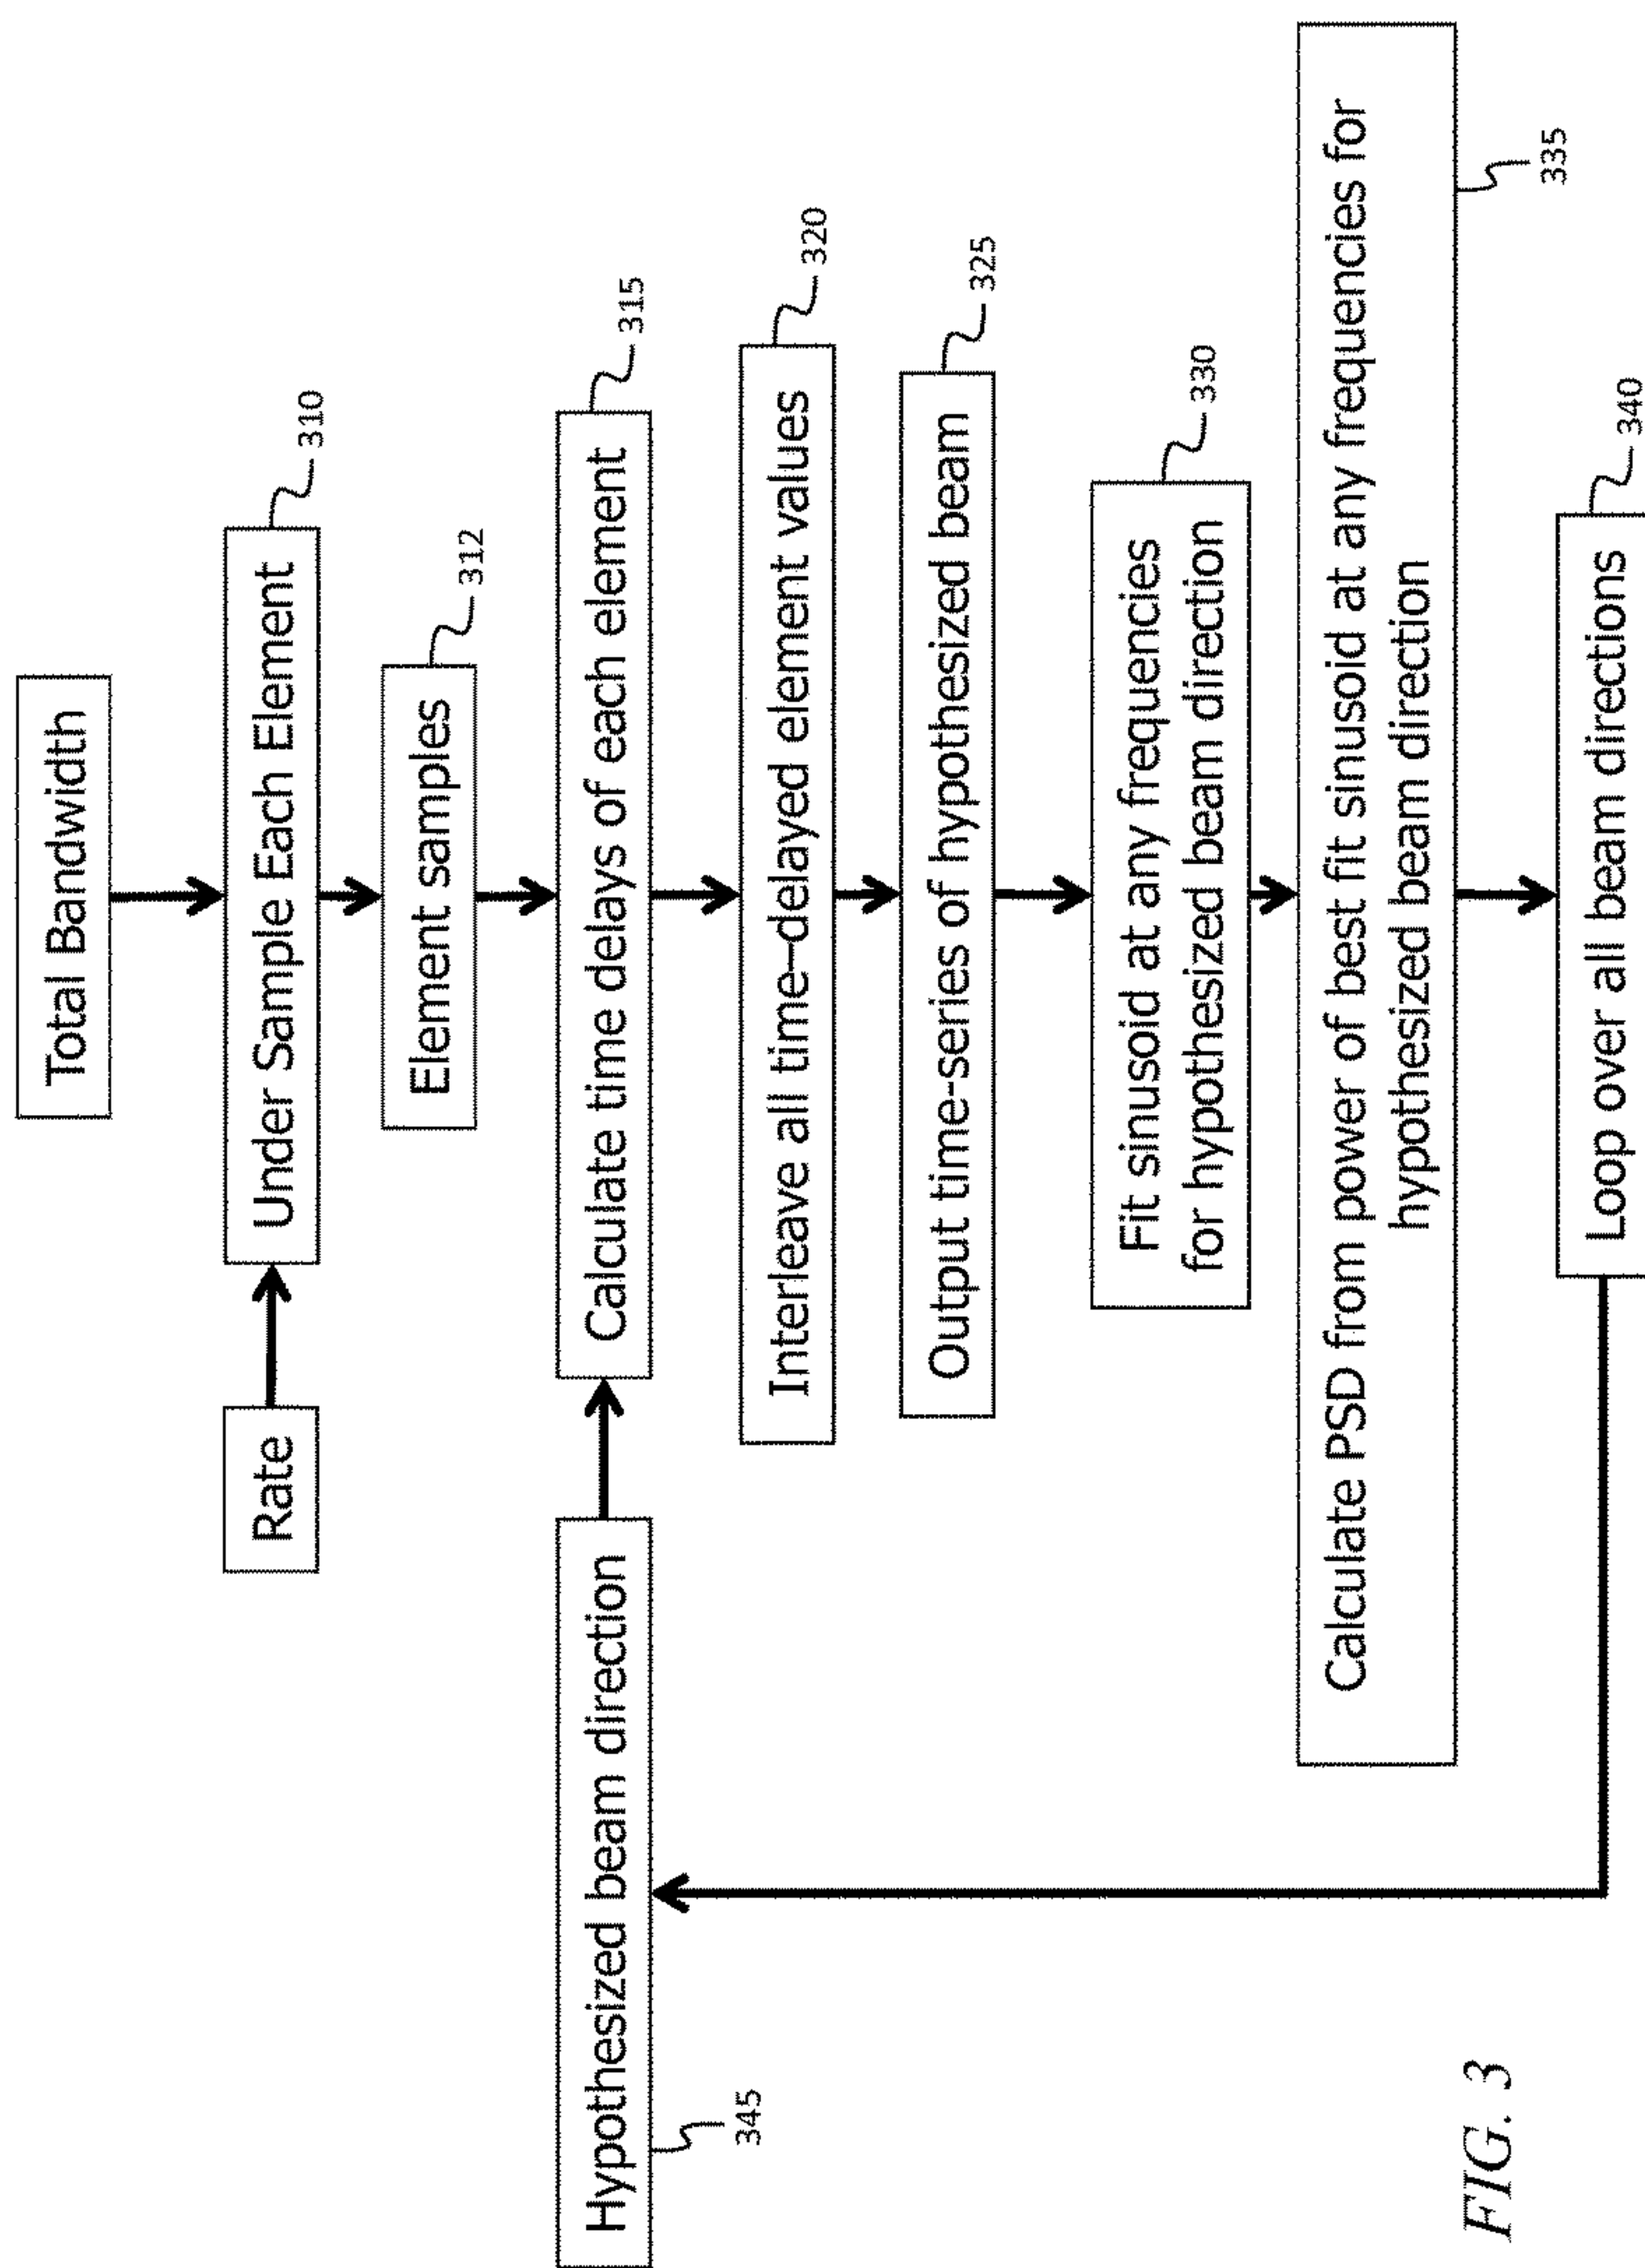 Total Bandwidth
Rate
Under Sample Each Element
310
Element samples
312
Hypothesized beam direction
345
Calculate time delays of each element
315
Interleave all time-delayed element values
320
Output time-series of hypothesized beam
325
Fit sinusoid at any frequencies
for hypothesized beam direction
330
Calculate PSD from power of best fit sinusoid at any frequencies for
hypothesized beam direction
335
Loop over all beam directions
340
FIG. 3